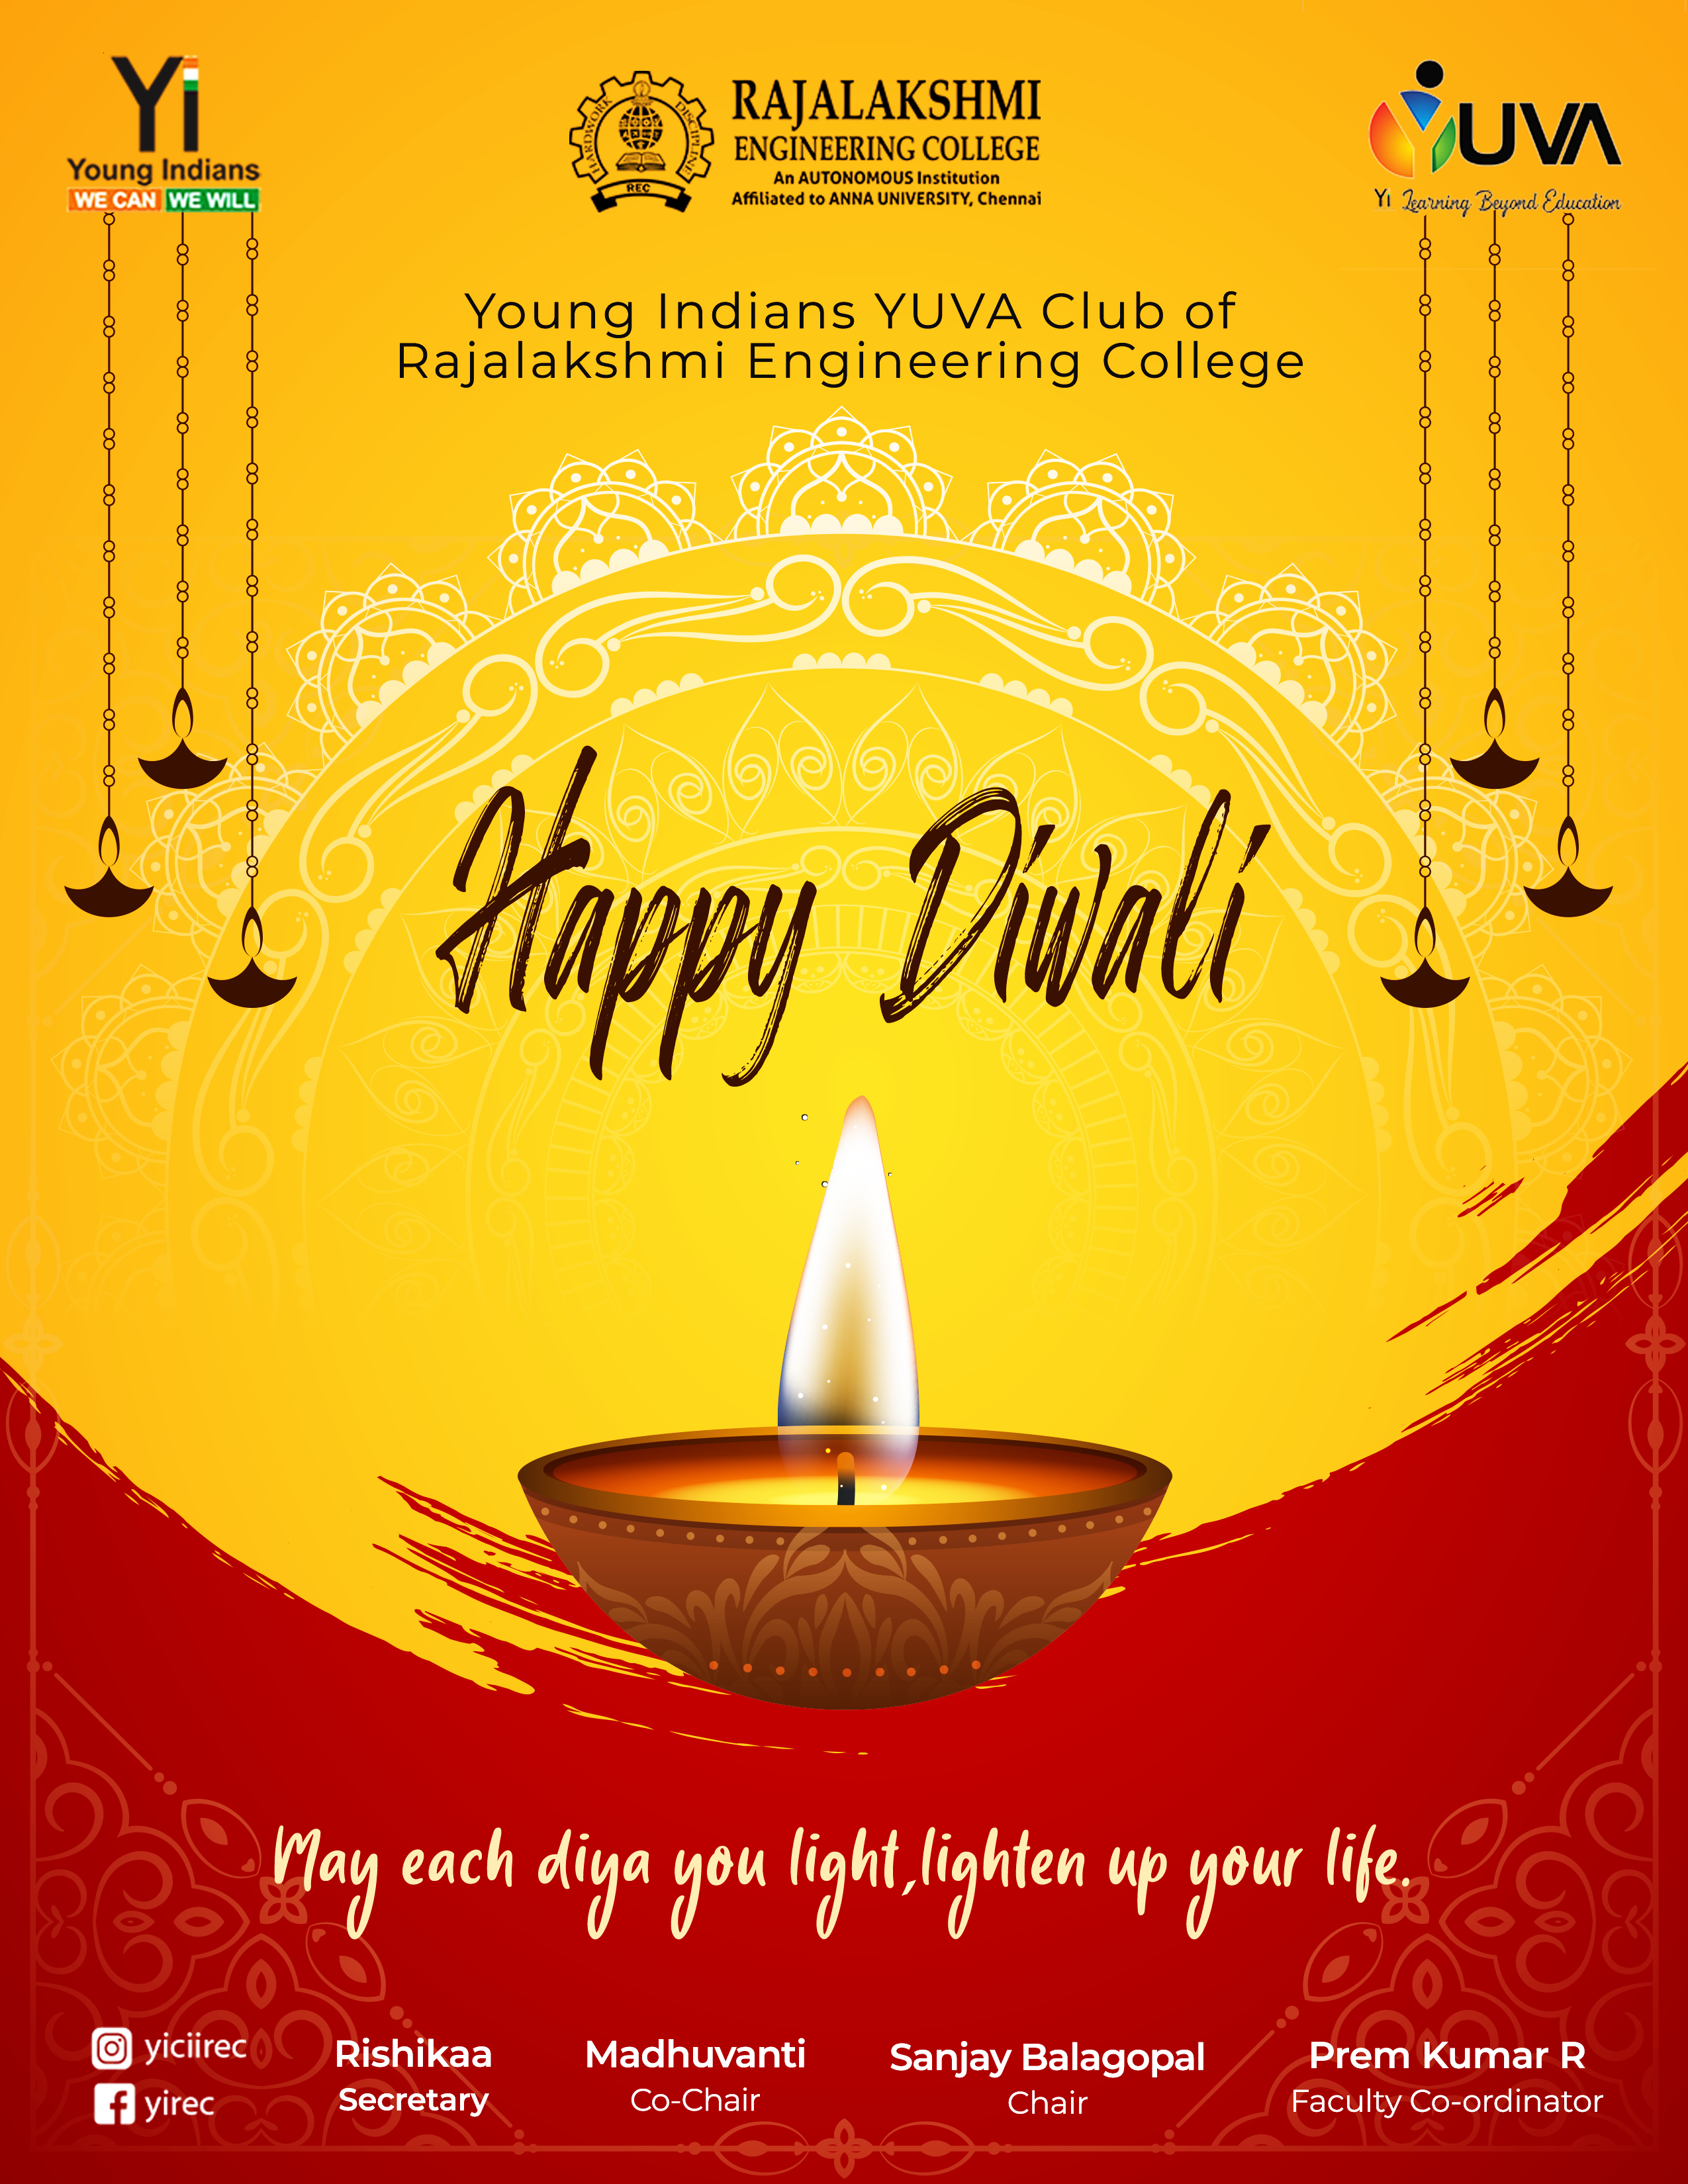 Yi
Young Indians
WE CAN WE WILL
HARDWORK
DISCIPLINE
REC
RAJALAKSHMI
ENGINEERING COLLEGE
An AUTONOMOUS Institution
Affiliated to ANNA UNIVERSITY, Chennai
YUVA
Yi Learning Beyond Education
Young Indians YUVA Club of
Rajalakshmi Engineering College
Happy Diwali
May each diya you light,lighten up your life.
yiciirec
yirec
Rishikaa
Secretary
Madhuvanti
Co-Chair
Sanjay Balagopal
Chair
Prem Kumar R
Faculty Co-ordinator